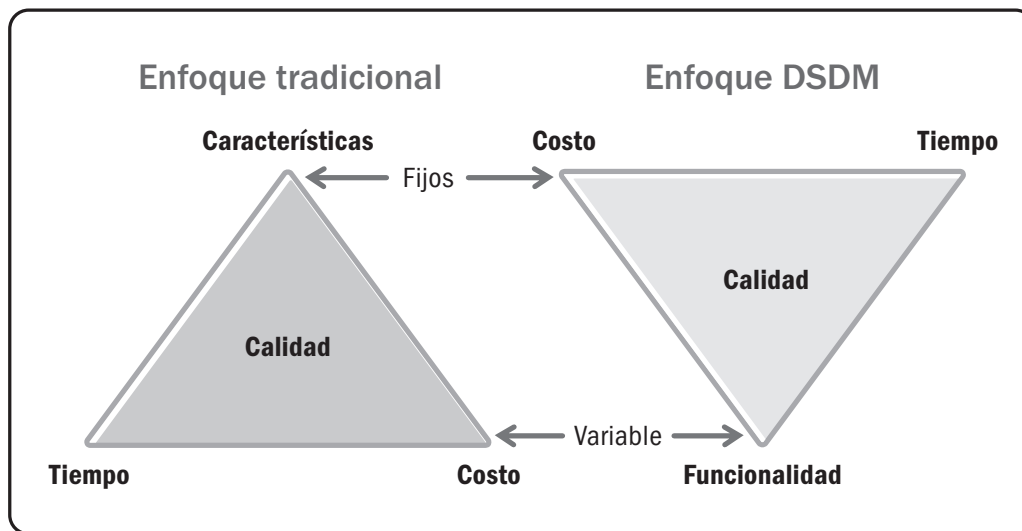 Enfoque tradicional
Enfoque DSDM
Características
Costo
Tiempo
Fijos
Calidad
Calidad
Variable
Tiempo
Costo
Funcionalidad